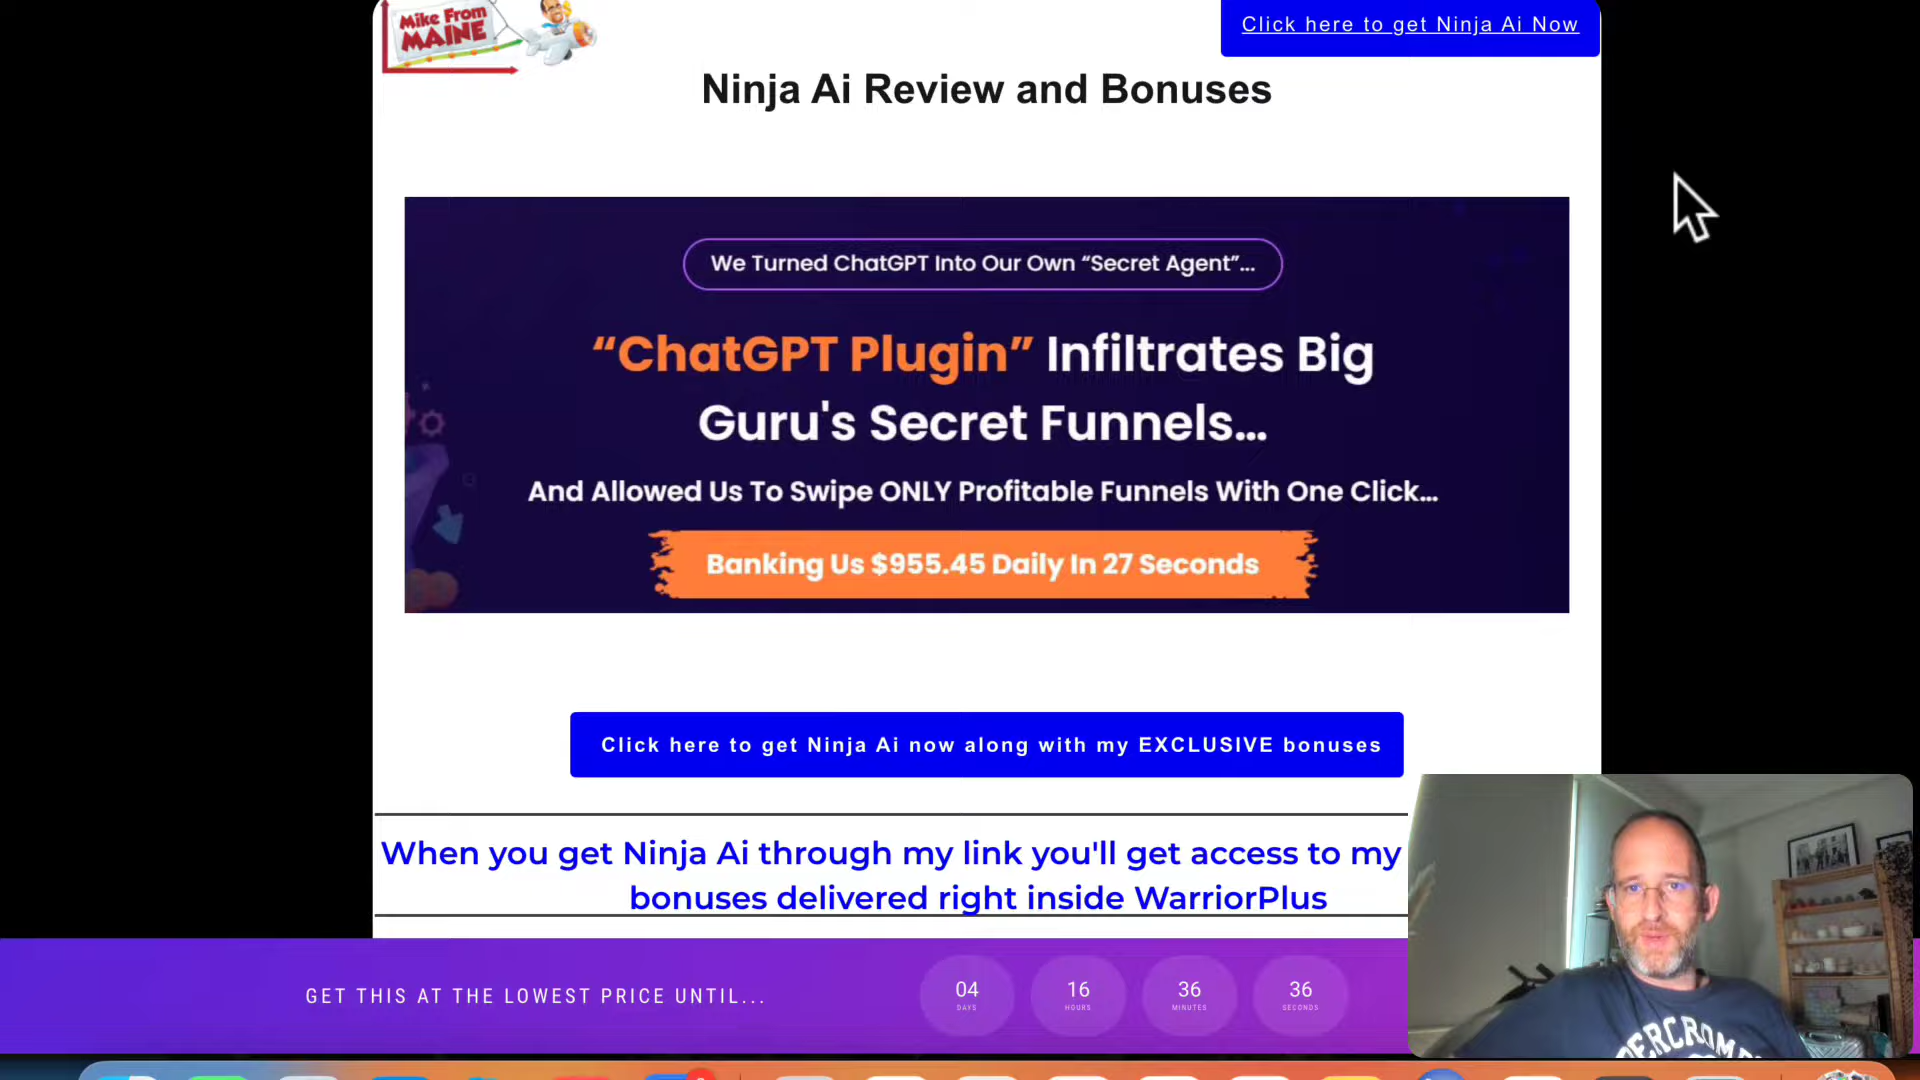 Mike From
MAINE
Click here to get Ninja Ai Now
Ninja Ai Review and Bonuses
We Turned ChatGPT Into Our Own “Secret Agent”...
“ChatGPT Plugin” Infiltrates Big
Guru's Secret Funnels...
And Allowed Us To Swipe ONLY Profitable Funnels With One Click...
Banking Us $955.45 Daily In 27 Seconds
Click here to get Ninja Ai now along with my EXCLUSIVE bonuses
When you get Ninja Ai through my link you'll get access to my
bonuses delivered right inside WarriorPlus
GET THIS AT THE LOWEST PRICE UNTIL...
04 16 36 36
DAYS HOURS MINUTES SECONDS